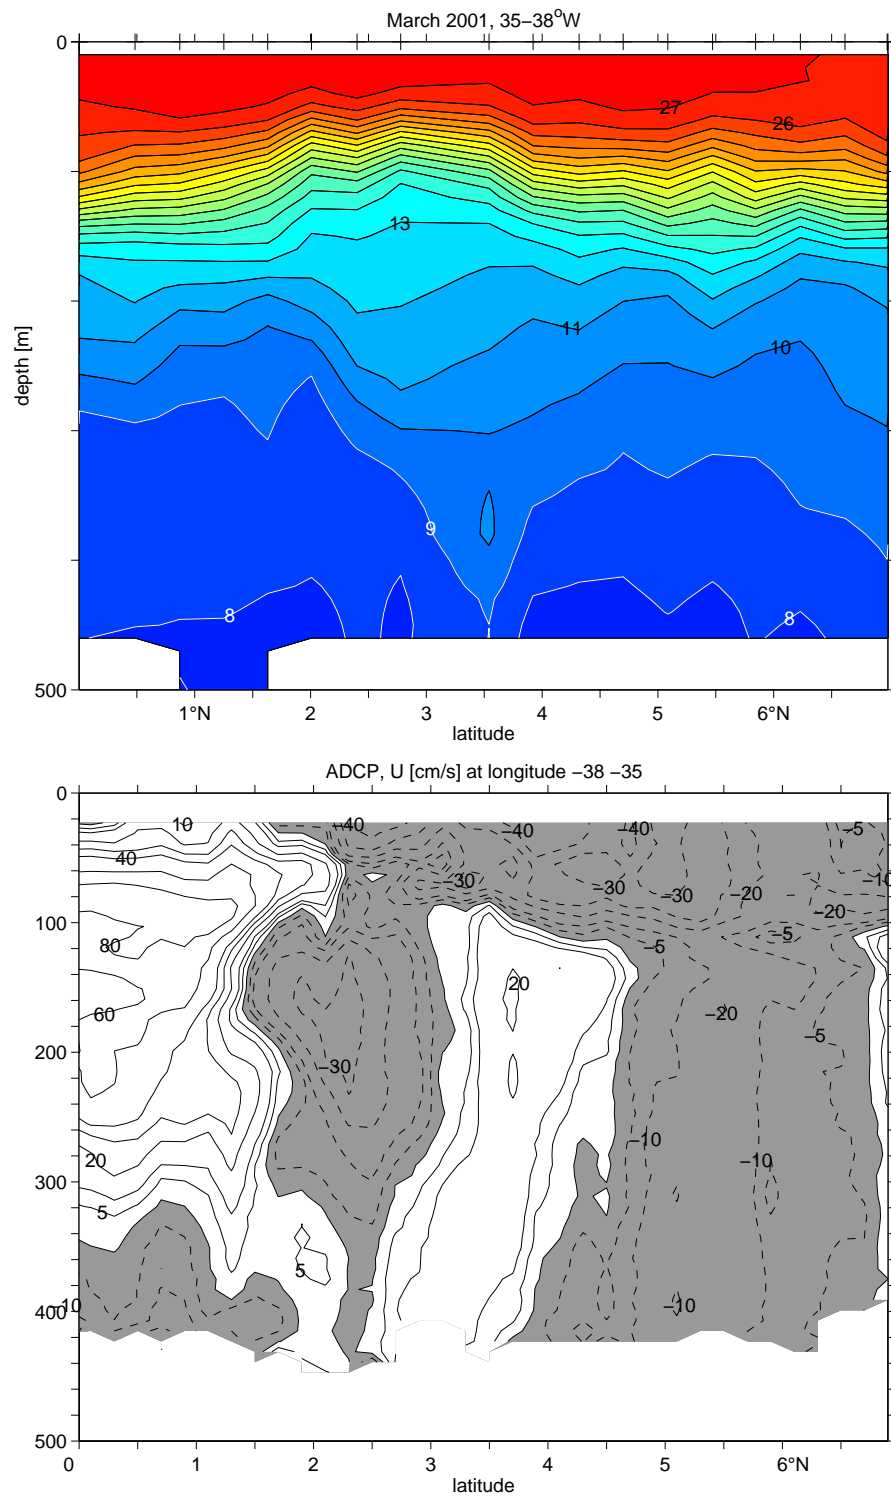 March 2001, 35−38°W
0
27
26
13
11
10
depth [m]
9
8
8
500
1°N 2 3 4 5 6°N
latitude
ADCP, U [cm/s] at longitude −38 −35
0
10 −40 −40 −40 −5
40
−30 −30 −30 −20 −10
−20
100
80 −5 −5
20
60 −20
−5
200
−30
−10
20 −10
300
5
5
−10
400 −10
500
0 1 2 3 4 5 6°N
latitude